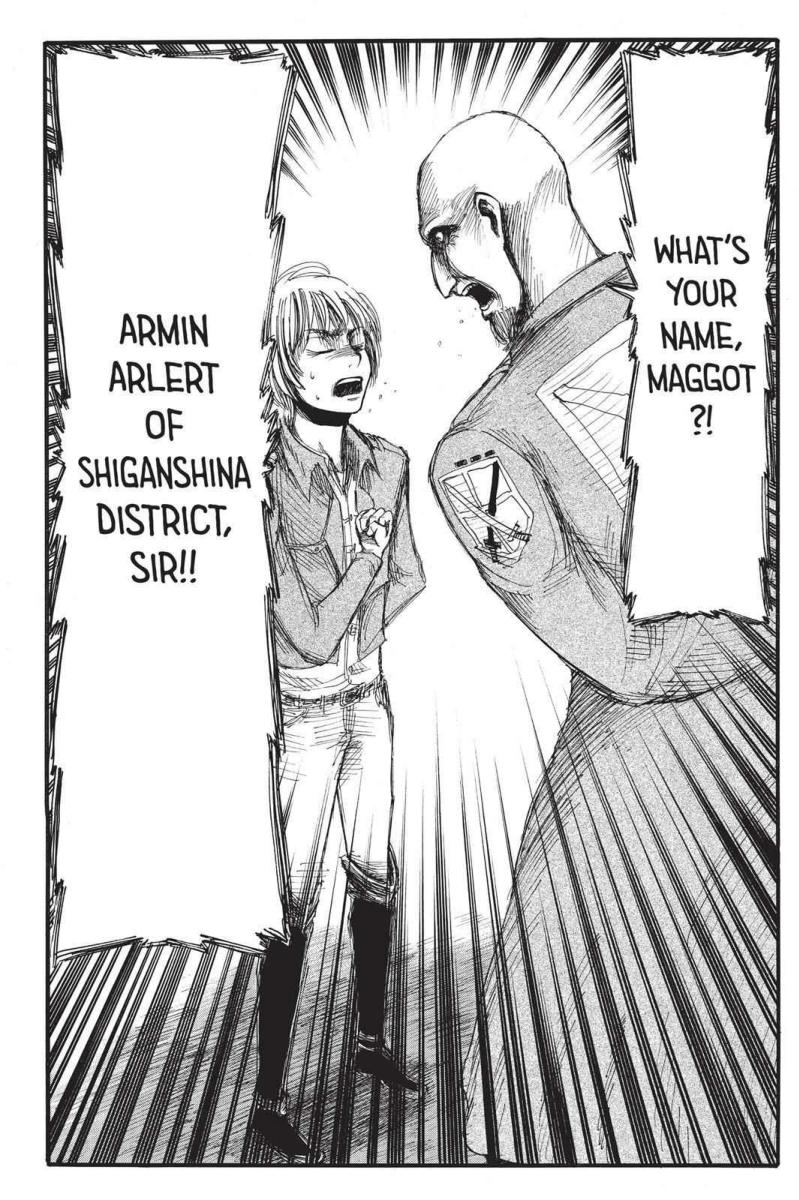 WHAT'S
YOUR
NAME,
MAGGOT
?!
ARMIN
ARLERT
OF
SHIGANSHINA
DISTRICT,
SIR!!